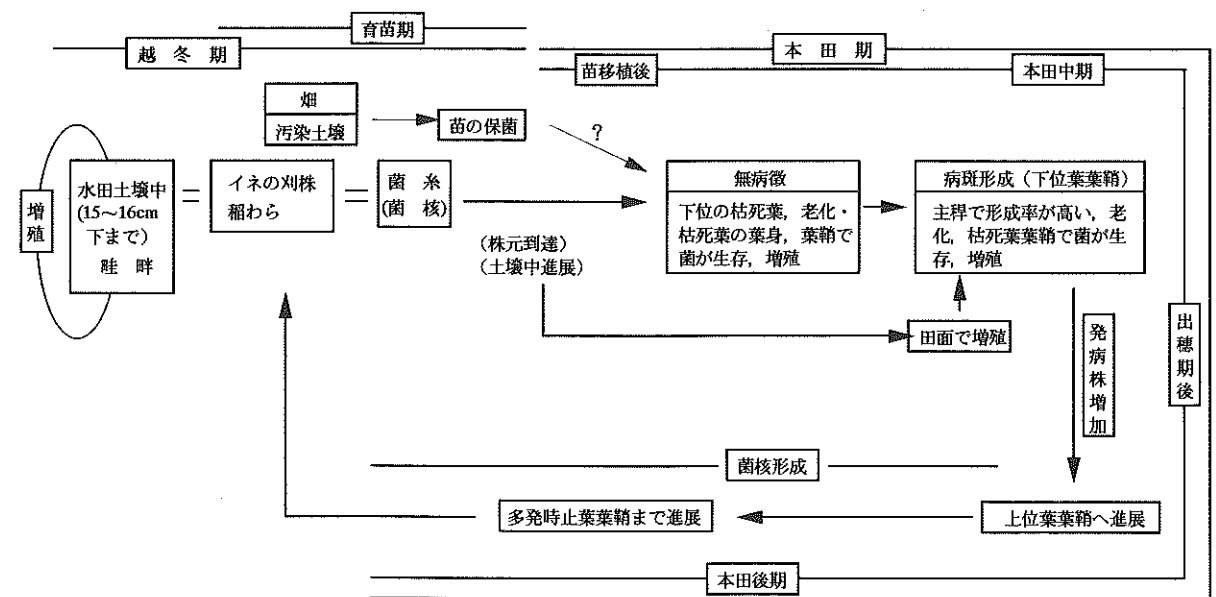 育苗期
越冬期
本田期
苗移植後
本田中期
畑
汚染土壌
苗の保菌
?
増殖
水田土壌中
(15〜16cm
下まで)
畦畔
=
イネの刈株
稲わら
=
菌糸
(菌核)
無病徴
下位の枯死葉，老化・
枯死葉の葉身，葉鞘で
菌が生存，増殖
病斑形成（下位葉葉鞘）
主稈で形成率が高い，老
化，枯死葉葉鞘で菌が生
存，増殖
(株元到達)
(土壌中進展)
田面で増殖
発病株増加
出穂期後
菌核形成
多発時止葉葉鞘まで進展
上位葉葉鞘へ進展
本田後期